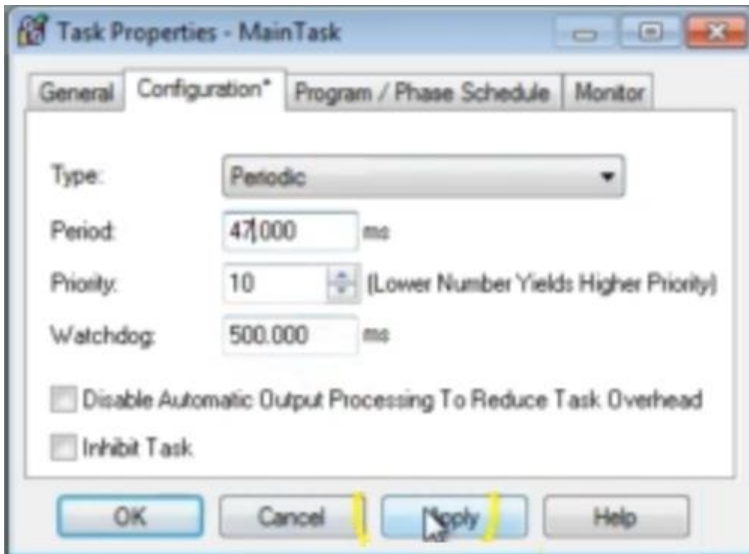 Task Properties - MainTask
General Configuration* Program / Phase Schedule Monitor
Type: Periodic
Period: 47.000 ms
Priority: 10 (Lower Number Yields Higher Priority)
Watchdog: 500.000 ms
Disable Automatic Output Processing To Reduce Task Overhead
Inhibit Task
OK Cancel Apply Help